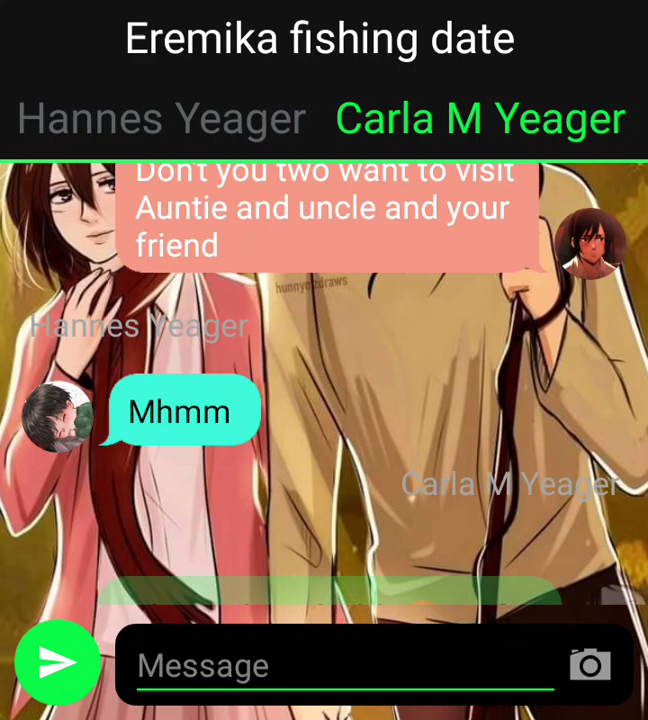 Eremika fishing date
Hannes Yeager Carla M Yeager
Don't you two want to visit
Auntie and uncle and your
friend
Hannes Yeager
Mhmm
Carla M Yeager
Message